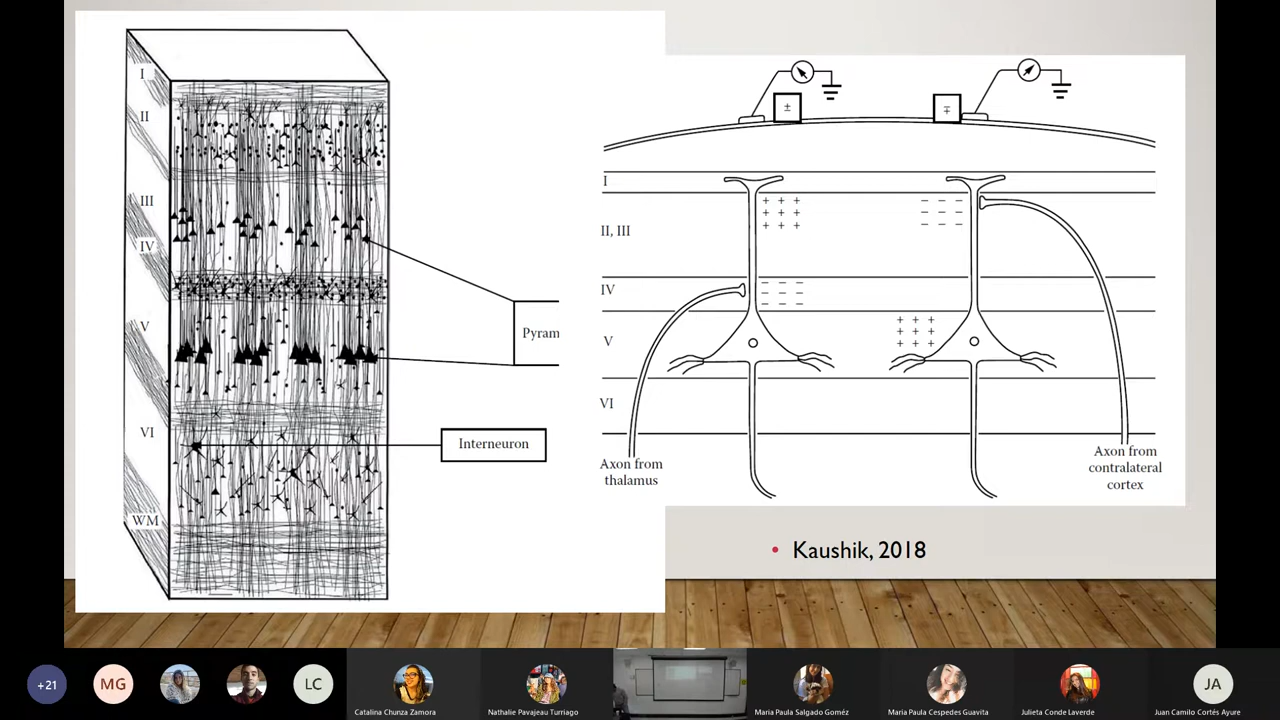 I
II
III
IV
V
VI
WM
Pyram
Interneuron
±
∓
I
II, III
IV
V
VI
+ + +
+ + +
+ + +
− − −
− − −
− − −
− − −
− − −
− − −
+ + +
+ + +
+ + +
Axon from
thalamus
Axon from
contralateral
cortex
• Kaushik, 2018
+21
MG
LC
Catalina Chunza Zamora
Nathalie Pavajeau Turriago
Maria Paula Salgado Goméz
Maria Paula Cespedes Guavita
Julieta Conde Laverde
JA
Juan Camilo Cortés Ayure